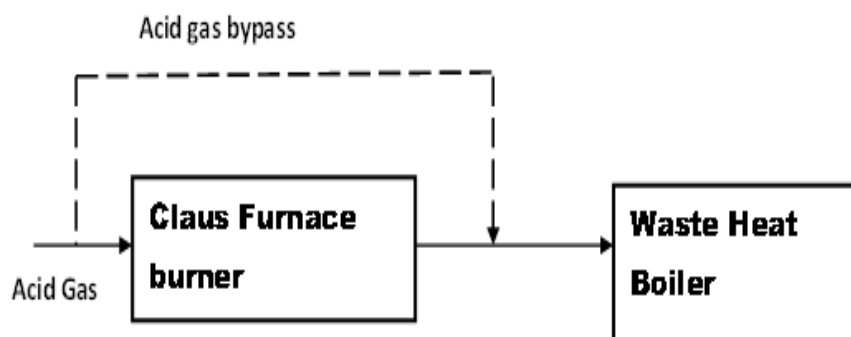 Acid gas bypass
Claus Furnace
burner
Waste Heat
Boiler
Acid Gas